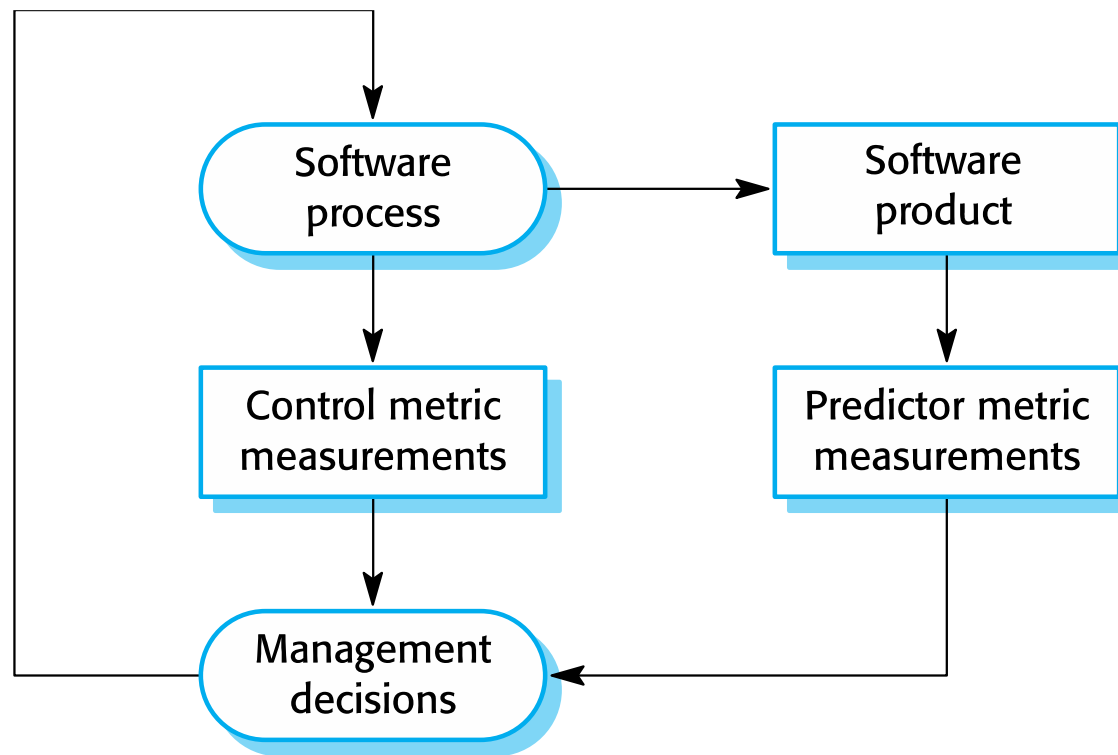 Software
process
Software
product
Control metric
measurements
Predictor metric
measurements
Management
decisions